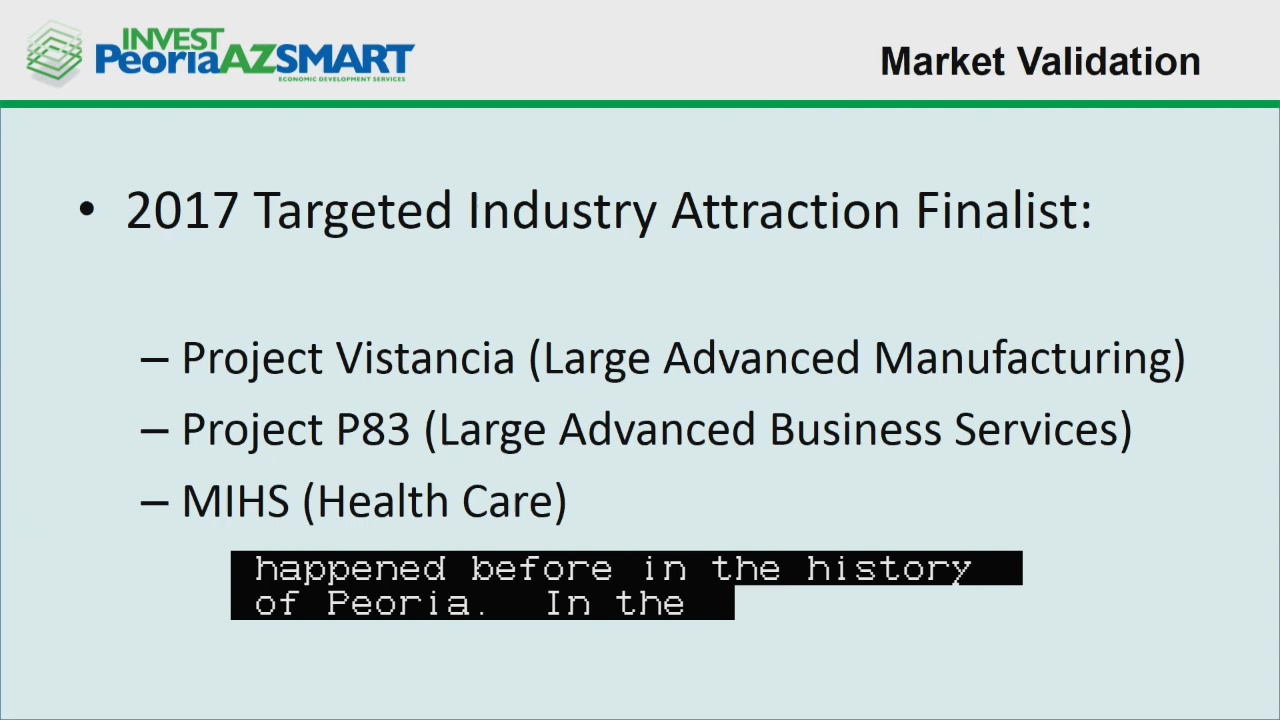 INVEST
PeoriaAZSMART
ECONOMIC DEVELOPMENT SERVICES
Market Validation
• 2017 Targeted Industry Attraction Finalist:
– Project Vistancia (Large Advanced Manufacturing)
– Project P83 (Large Advanced Business Services)
– MIHS (Health Care)
happened before in the history
of Peoria. In the